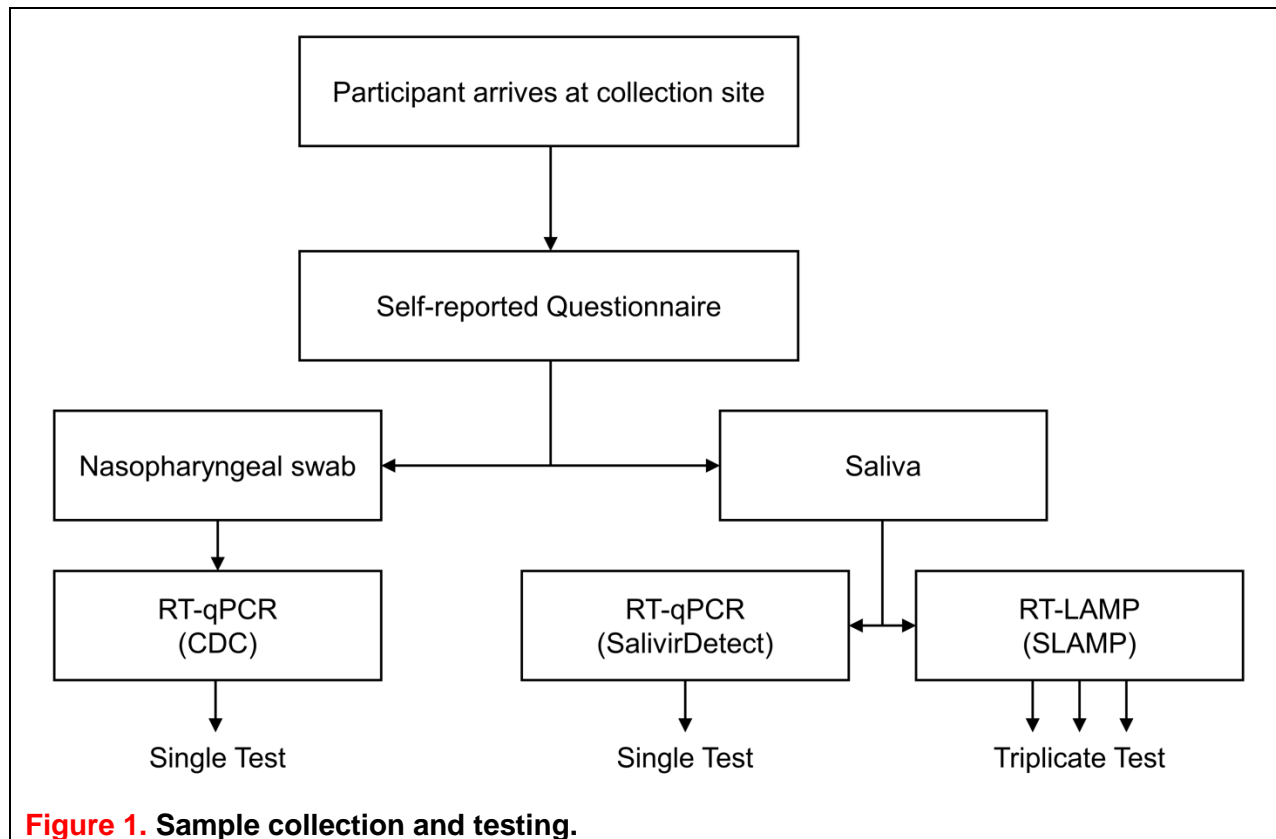 Participant arrives at collection site
Self-reported Questionnaire
Nasopharyngeal swab
Saliva
RT-qPCR
(CDC)
RT-qPCR
(SalivirDetect)
RT-LAMP
(SLAMP)
Single Test
Single Test
Triplicate Test
Figure 1. Sample collection and testing.